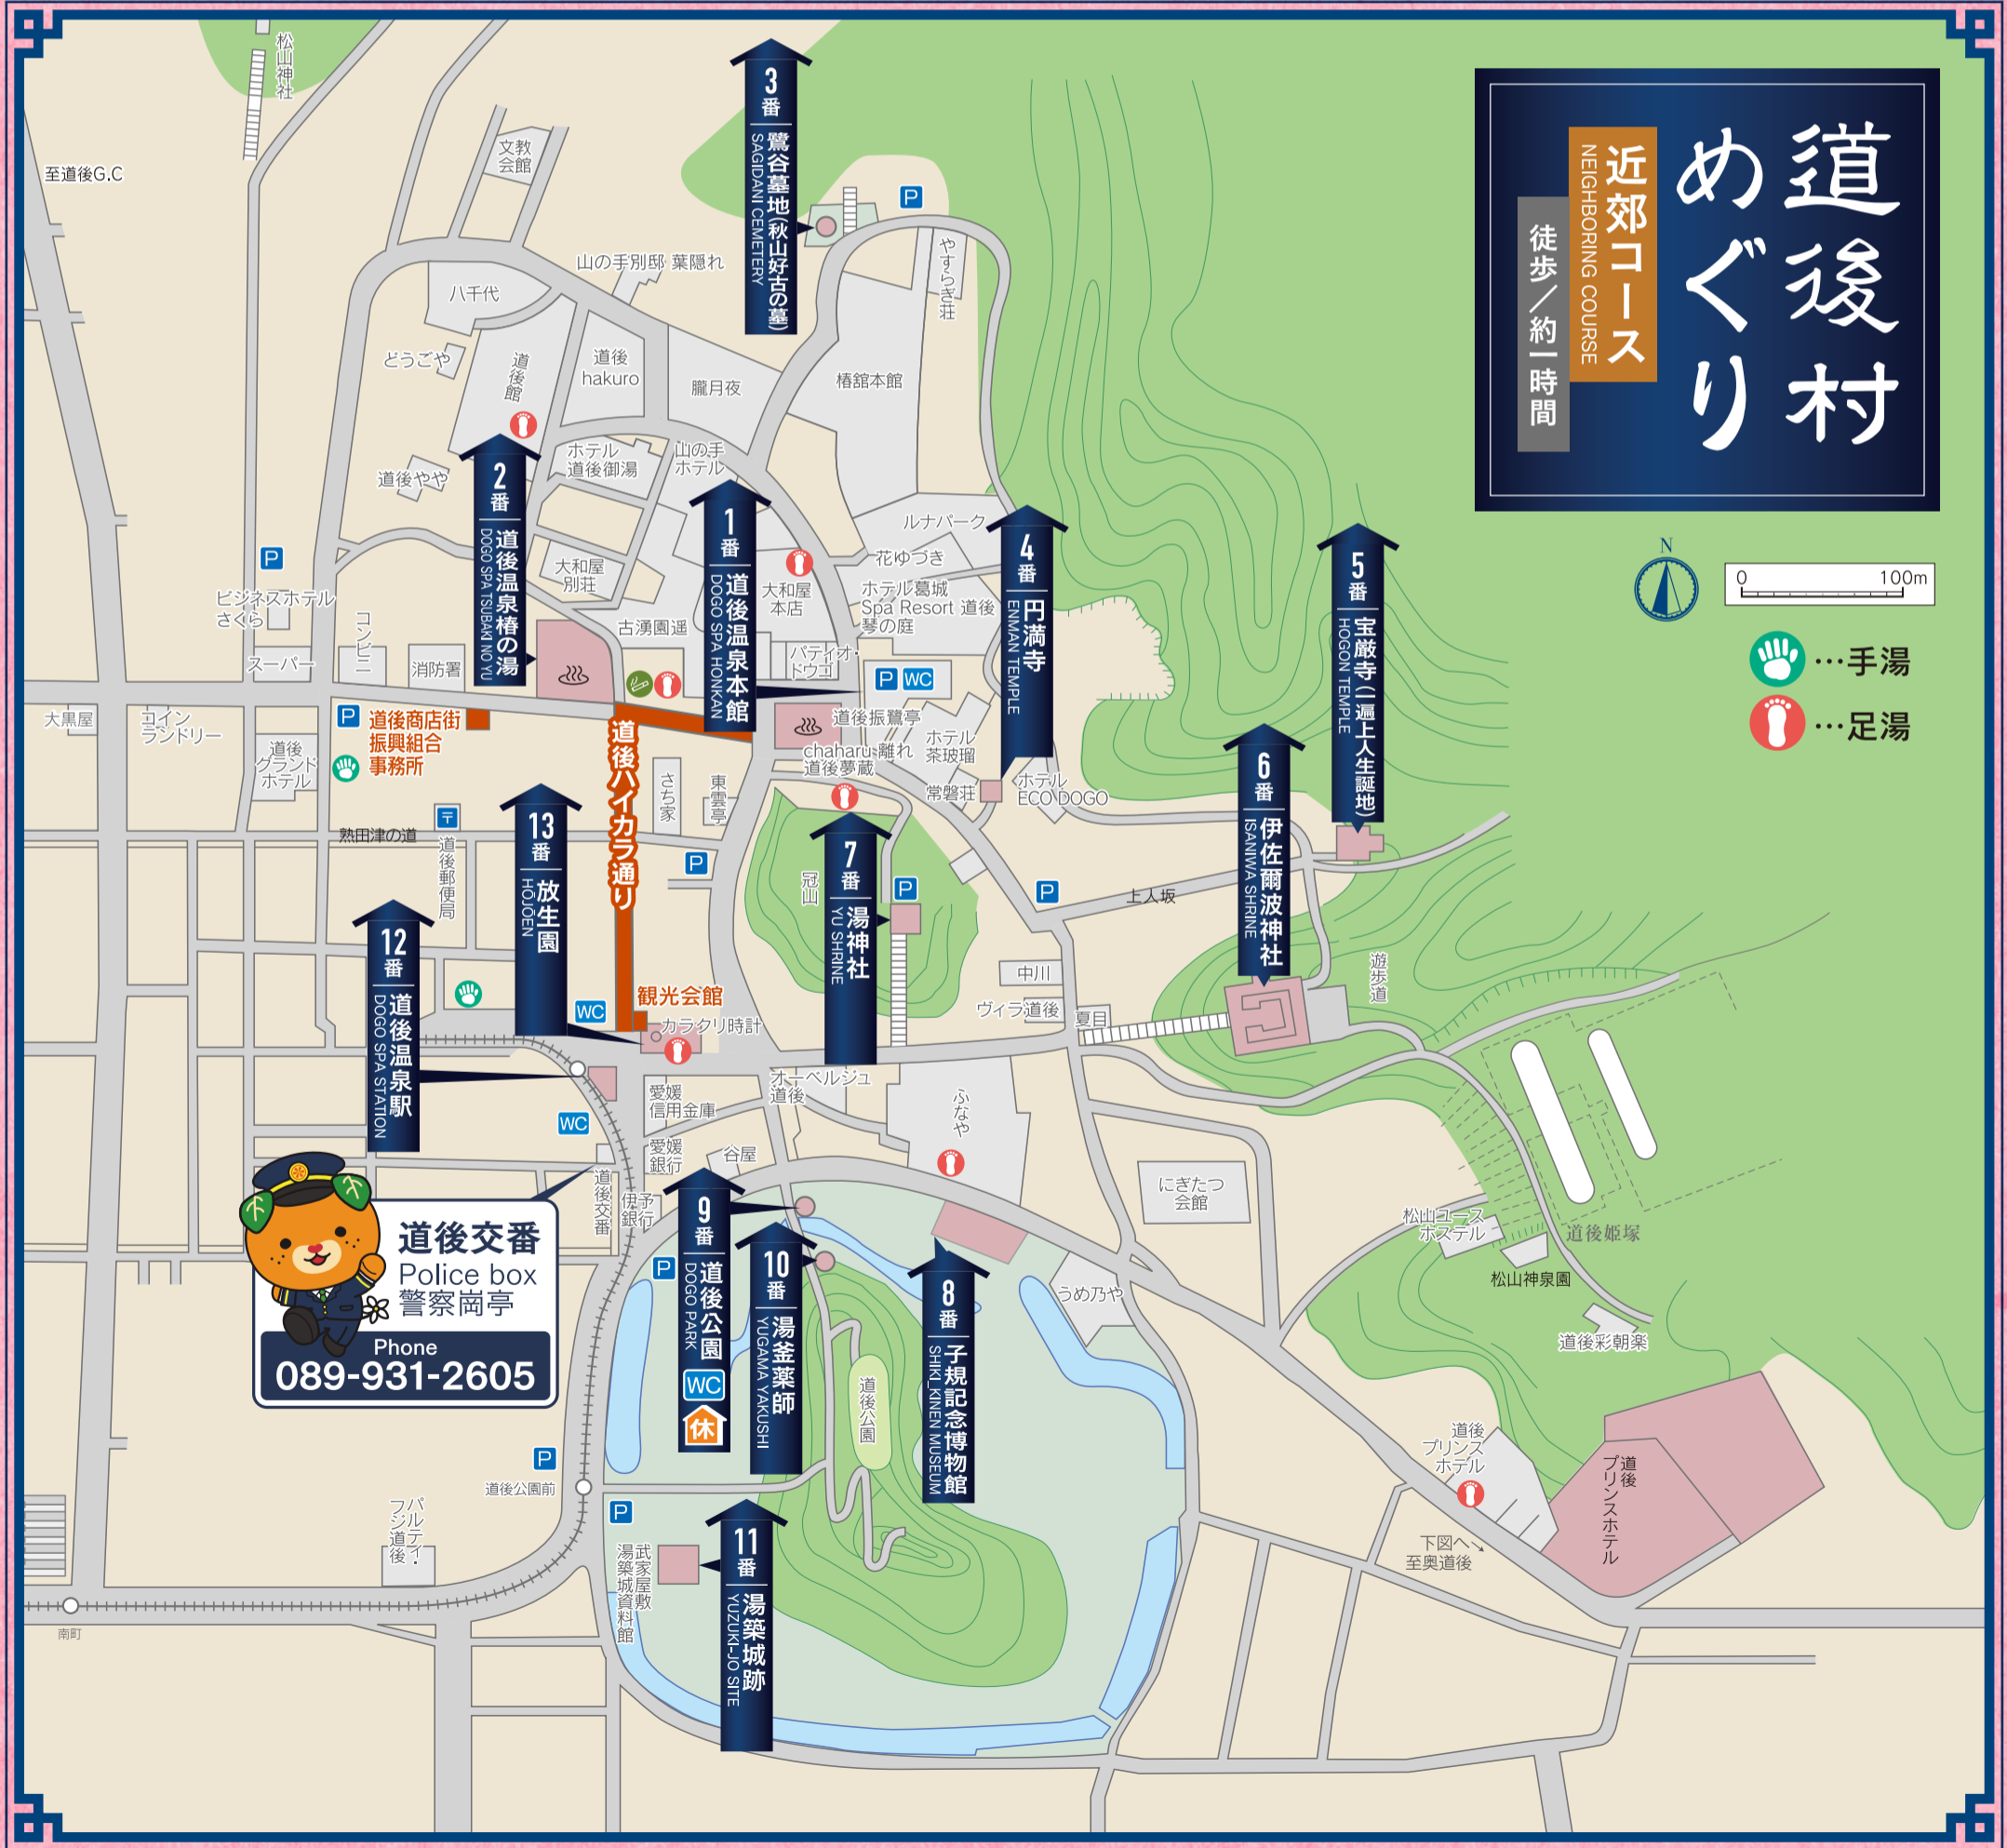 道後村
めぐり
近郊コース
NEIGHBORING COURSE
徒歩／約一時間
N
0 100m
…手湯
…足湯
松山神社
至道後G.C
文教
会館
3
番
鷺谷墓地(秋山好古の墓)
SAGIDANI CEMETERY
P
やすらぎ荘
山の手別邸 葉隠れ
八千代
どうごや
道後館
道後
hakuro
朧月夜
椿舘本館
道後やや
ホテル
道後御湯
山の手
ホテル
2
番
道後温泉椿の湯
DOGO SPA TSUBAKI NO YU
1
番
道後温泉本館
DOGO SPA HONKAN
ルナパーク
花ゆづき
ホテル葛城
Spa Resort 道後
琴の庭
4
番
円満寺
ENMAN TEMPLE
5
番
宝厳寺(一遍上人生誕地)
HOGON TEMPLE
P
ビジネスホテル
さくら
スーパー
コンビニ
消防署
大和屋
別荘
大和屋
本店
古湧園遥
パティオ・
ドウゴ
P
WC
大黒屋
コイン
ランドリー
道後
グランド
ホテル
P
道後商店街
振興組合
事務所
道後ハイカラ通り
さち家
東雲亭
道後振鷺亭
chaharu 離れ
道後夢蔵
ホテル
茶玻瑠
常磐荘
ホテル
ECO DOGO
6
番
伊佐爾波神社
ISANIWA SHRINE
熟田津の道
〒
道後郵便局
13
番
放生園
HŌJŌEN
P
冠山
7
番
湯神社
YU SHRINE
P
P
上人坂
12
番
道後温泉駅
DOGO SPA STATION
WC
観光会館
カラクリ時計
中川
ヴィラ道後
夏目
遊歩道
WC
愛媛
信用金庫
オーベルジュ
道後
ふなや
愛媛
銀行
谷屋
伊予
銀行
道後交番
にぎたつ
会館
道後交番
Police box
警察崗亭
Phone
089-931-2605
P
9
番
道後公園
DOGO PARK
WC
休
10
番
湯釜薬師
YUGAMA YAKUSHI
8
番
子規記念博物館
SHIKI_KINEN MUSEUM
うめ乃や
松山ユース
ホステル
道後姫塚
松山神泉園
道後彩朝楽
道後公園
P
道後公園前
P
パルティ・
フジ道後
武家屋敷
湯築城資料館
11
番
湯築城跡
YUZUKI-JO SITE
道後
プリンス
ホテル
道後
プリンスホテル
下図へ↘
至奥道後
南町